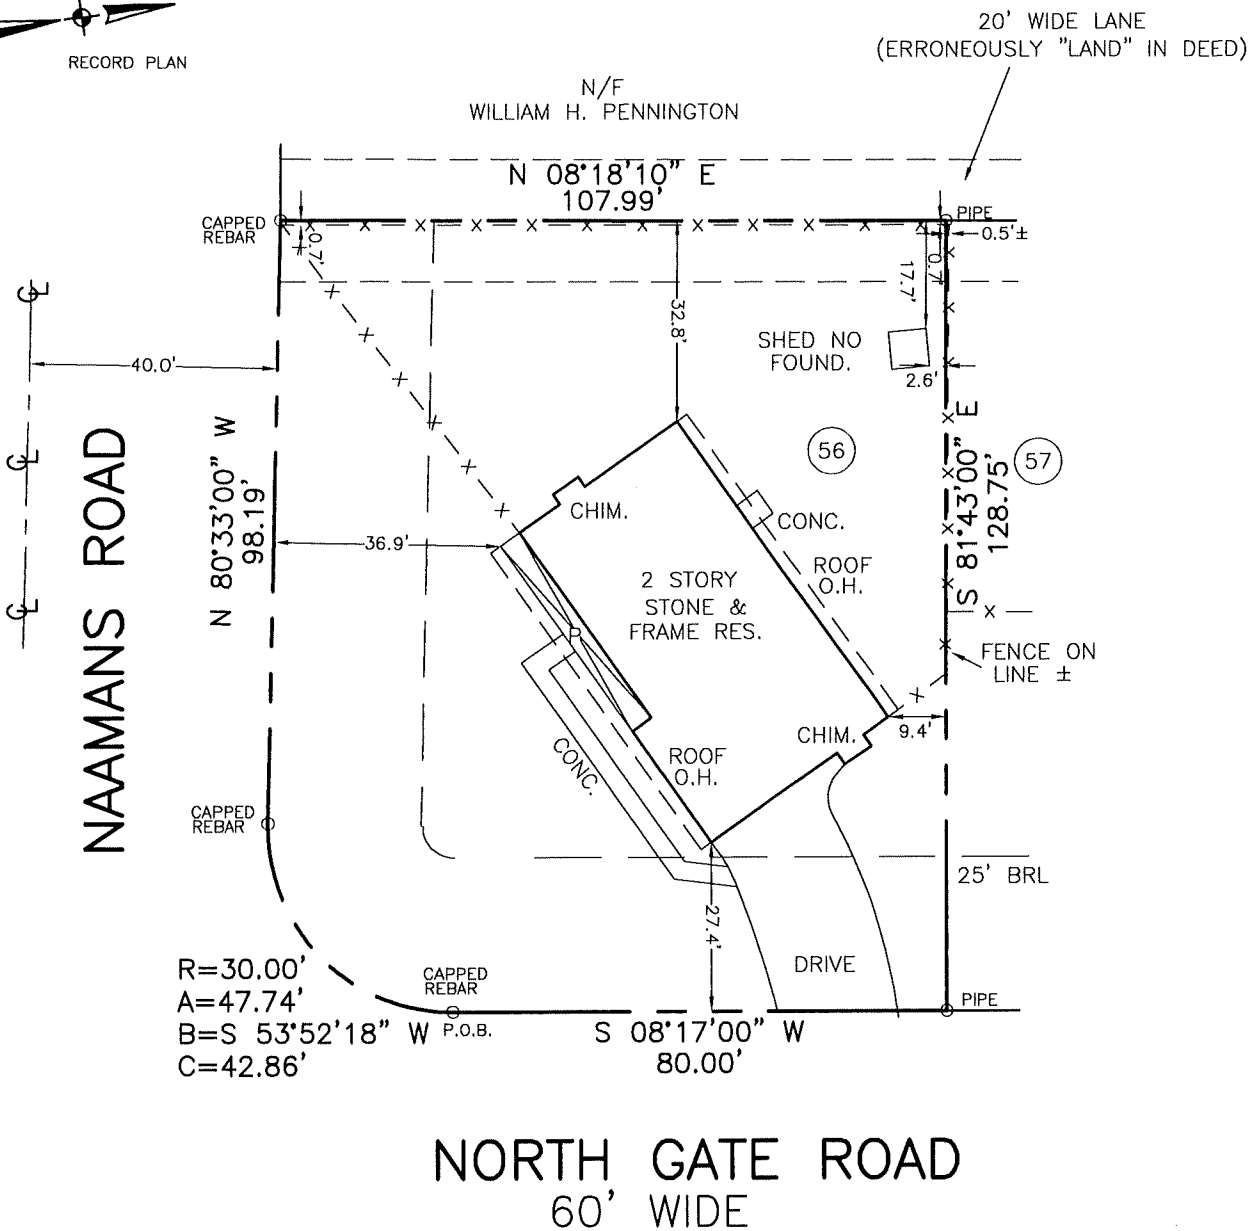 20' WIDE LANE
(ERRONEOUSLY "LAND" IN DEED)
RECORD PLAN
N/F
WILLIAM H. PENNINGTON
N 08°18'10" E
107.99'
CAPPED
REBAR
PIPE
0.5'±
0.7'
0.7'
17.7'
32.8'
SHED NO
FOUND.
2.6'
40.0'
NAAMANS ROAD
N 80°33'00" W
98.19'
S 81°43'00" E
128.75'
56
57
CHIM.
CONC.
36.9'
ROOF
O.H.
2 STORY
STONE &
FRAME RES.
P
FENCE ON
LINE ±
CHIM.
9.4'
CONC.
ROOF
O.H.
CAPPED
REBAR
25' BRL
27.4'
DRIVE
R=30.00'
A=47.74'
B=S 53°52'18" W
C=42.86'
CAPPED
REBAR
P.O.B.
PIPE
S 08°17'00" W
80.00'
NORTH GATE ROAD
60' WIDE